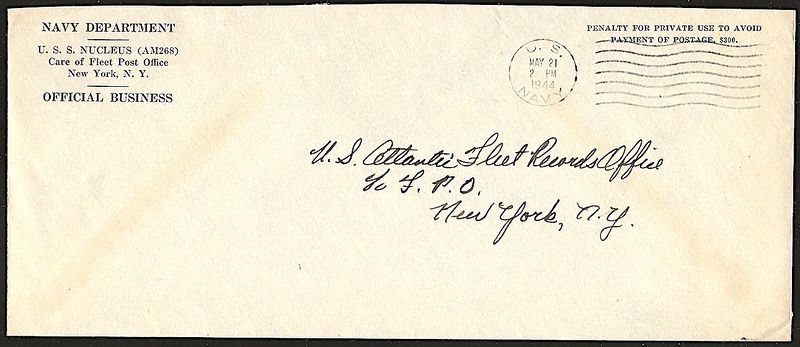 NAVY DEPARTMENT
U. S. S. NUCLEUS (AM268)
Care of Fleet Post Office
New York, N. Y.
OFFICIAL BUSINESS
PENALTY FOR PRIVATE USE TO AVOID
PAYMENT OF POSTAGE, $300.
U. S.
MAY 21
2 PM
1944
NAVY
U. S. Atlantic Fleet Records Office
F. P. O.
New York, N.Y.